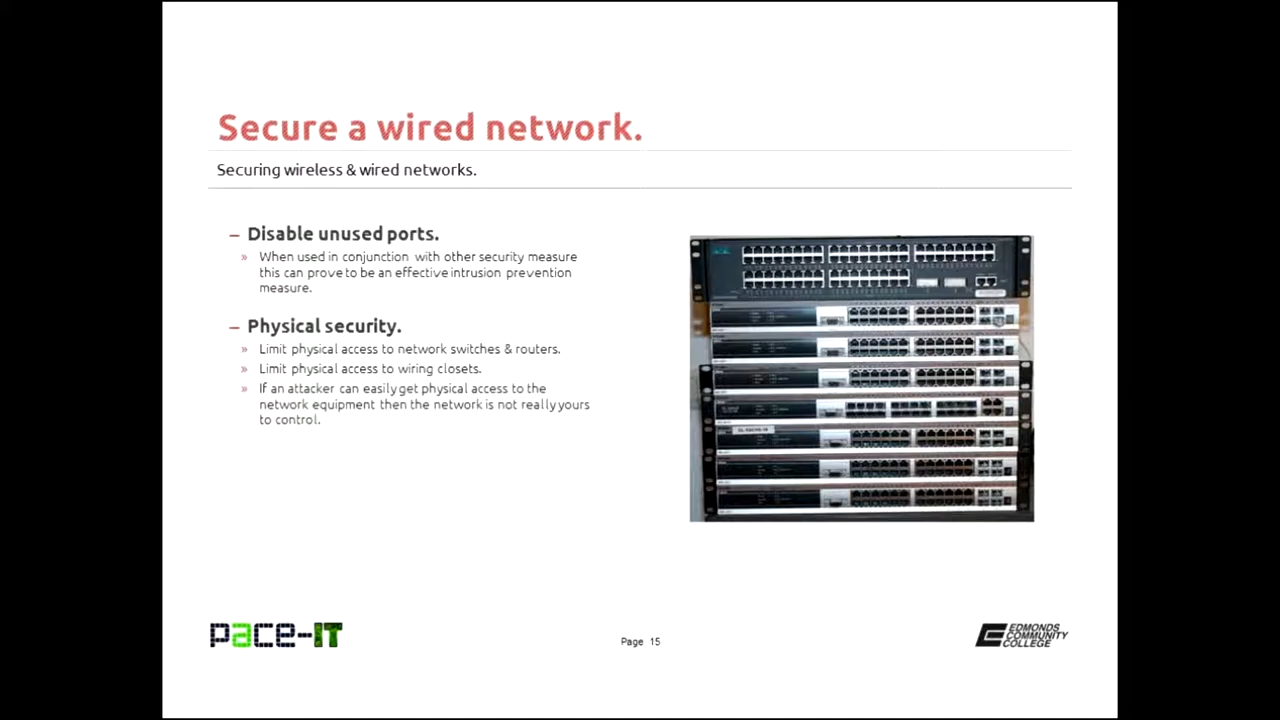 Secure a wired network.
Securing wireless & wired networks.
– Disable unused ports.
» When used in conjunction with other security measure
this can prove to be an effective intrusion prevention
measure.
– Physical security.
» Limit physical access to network switches & routers.
» Limit physical access to wiring closets.
» If an attacker can easily get physical access to the
network equipment then the network is not really yours
to control.
pace-IT
Page 15
EDMONDS
COMMUNITY
COLLEGE